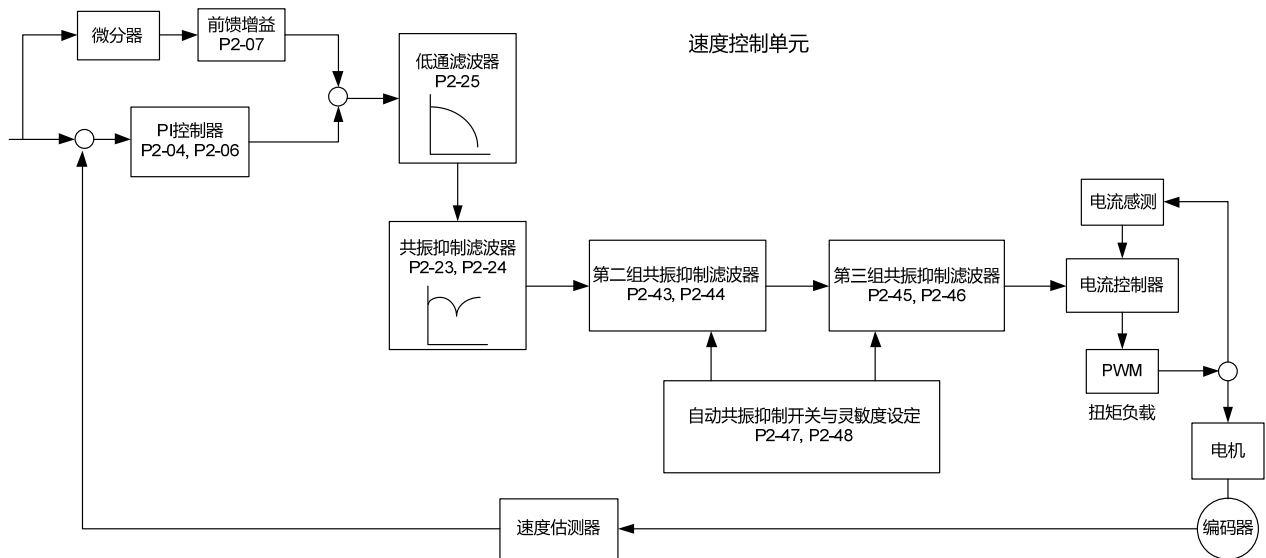 速度控制单元
微分器
前馈增益
P2-07
低通滤波器
P2-25
PI控制器
P2-04, P2-06
共振抑制滤波器
P2-23, P2-24
第二组共振抑制滤波器
P2-43, P2-44
第三组共振抑制滤波器
P2-45, P2-46
自动共振抑制开关与灵敏度设定
P2-47, P2-48
电流感测
电流控制器
PWM
扭矩负载
电机
编码器
速度估测器